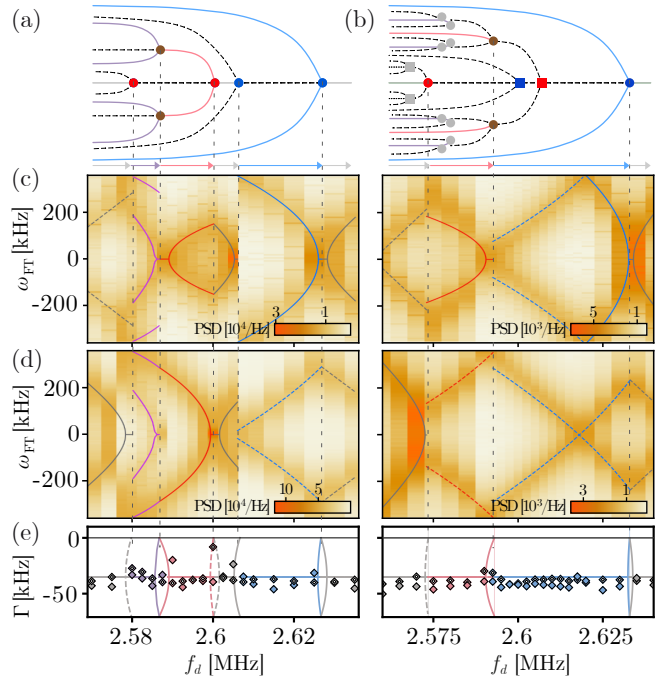 (a)
(b)
(c)
ω_FT [kHz]
200
0
-200
3
1
PSD [10⁴/Hz]
5
1
PSD [10³/Hz]
(d)
ω_FT [kHz]
200
0
-200
10
5
PSD [10⁴/Hz]
3
1
PSD [10³/Hz]
(e)
Γ [kHz]
0
-50
2.58
2.6
2.62
f_d [MHz]
2.575
2.6
2.625
f_d [MHz]